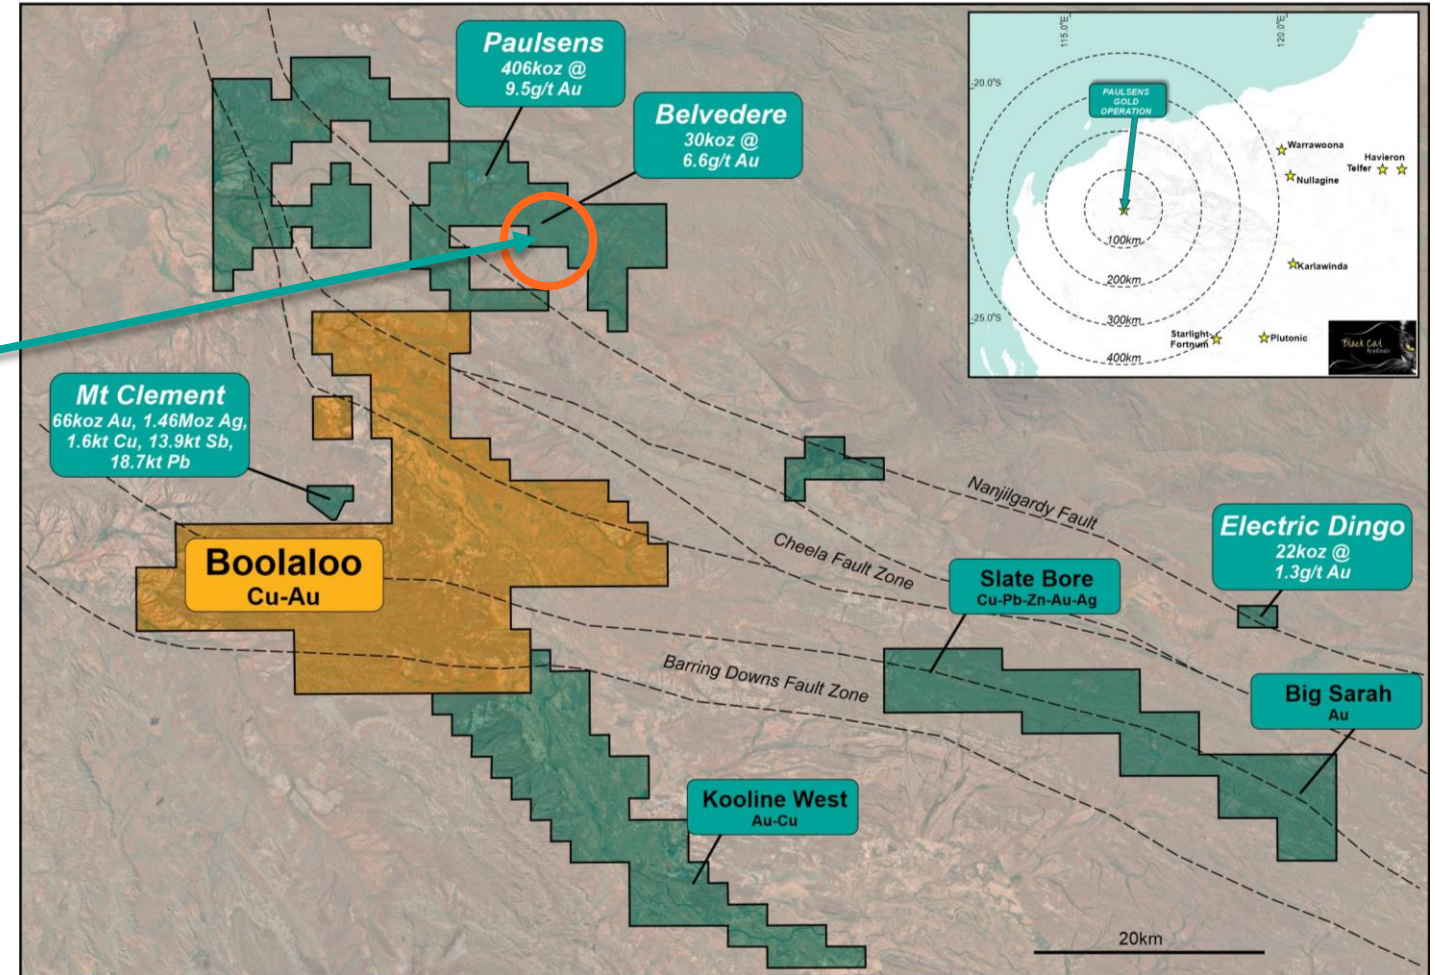 Paulsens
406koz @
9.5g/t Au
Belvedere
30koz @
6.6g/t Au
Mt Clement
66koz Au, 1.46Moz Ag,
1.6kt Cu, 13.9kt Sb,
18.7kt Pb
Boolaloo
Cu-Au
Nanjilgardy Fault
Cheela Fault Zone
Barring Downs Fault Zone
Electric Dingo
22koz @
1.3g/t Au
Slate Bore
Cu-Pb-Zn-Au-Ag
Big Sarah
Au
Kooline West
Au-Cu
20km
115.0°E
120.0°E
-20.0°S
-25.0°S
PAULSENS
GOLD
OPERATION
Warrawoona
Havieron
Telfer
Nullagine
Karlawinda
Starlight-
Fortnum
Plutonic
100km
200km
300km
400km
Black Cat
Syndicate